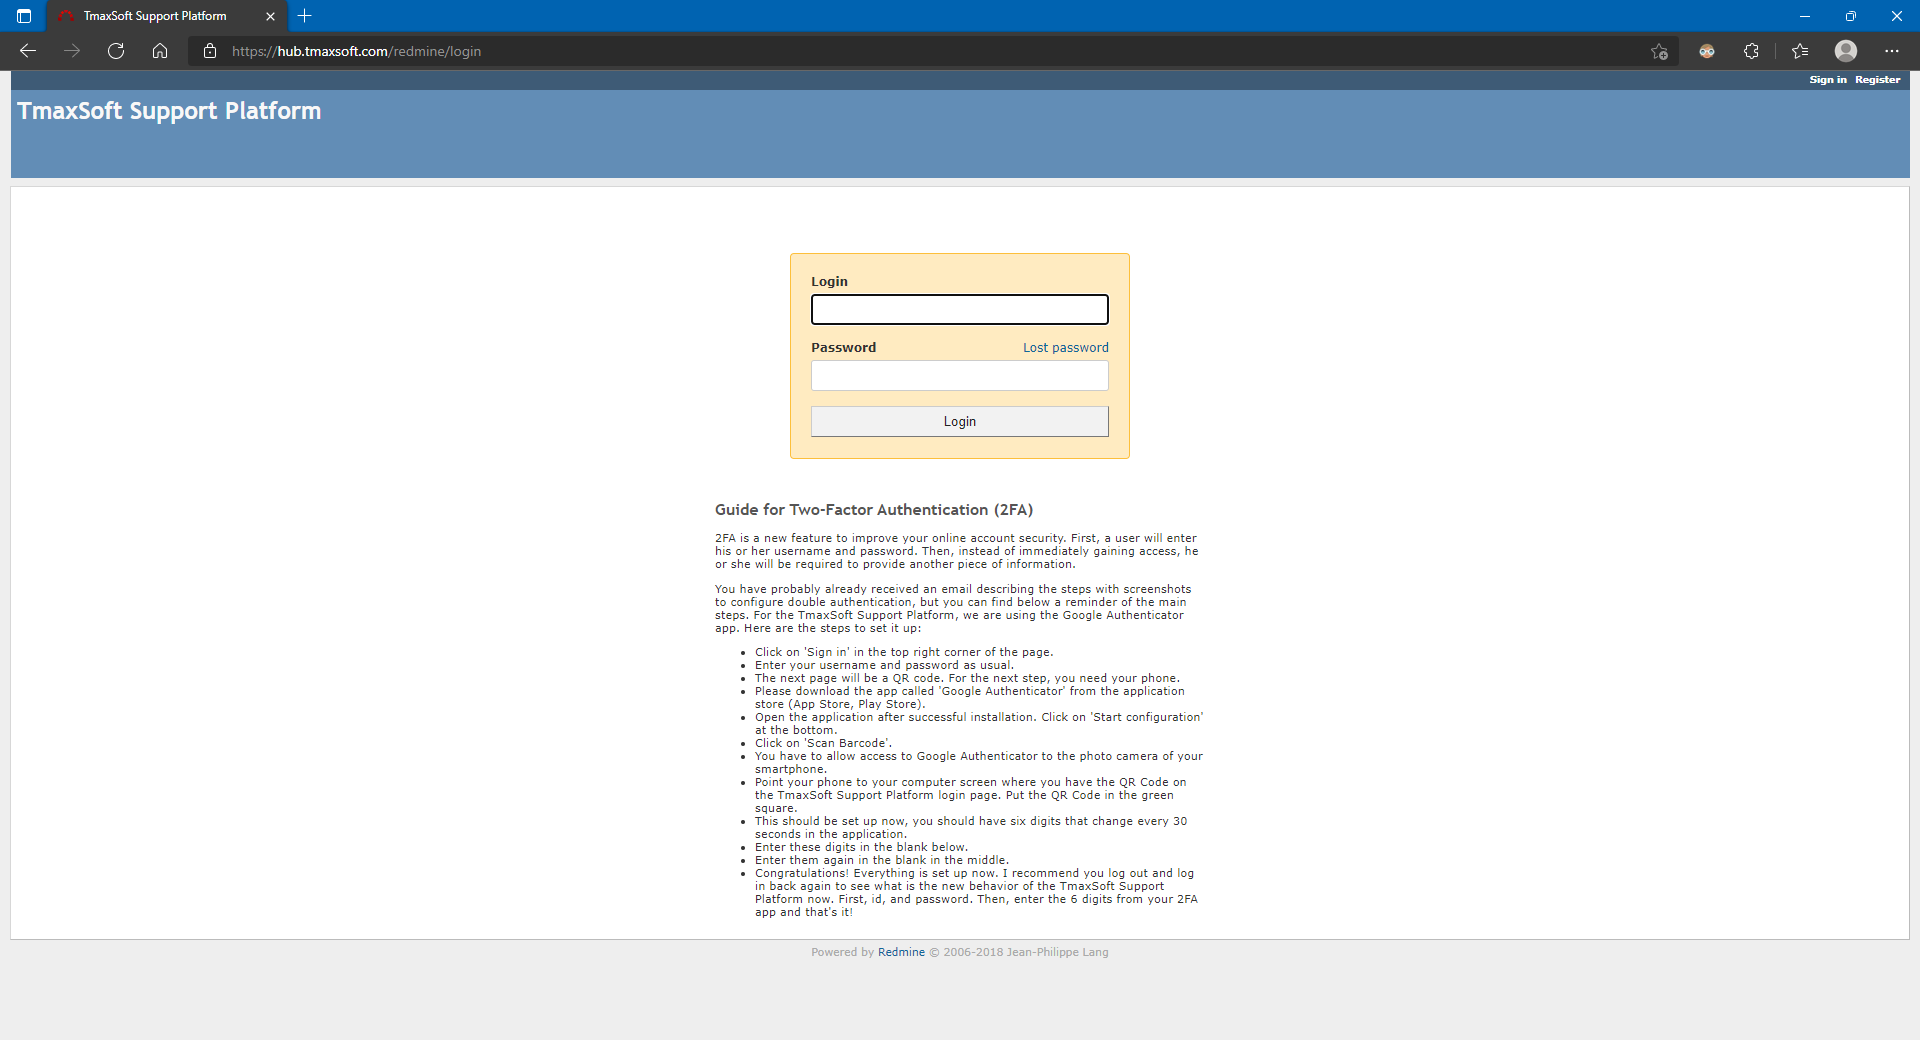 TmaxSoft Support Platform
https://hub.tmaxsoft.com/redmine/login
Sign in Register
TmaxSoft Support Platform
Login
Password Lost password
Login
Guide for Two-Factor Authentication (2FA)
2FA is a new feature to improve your online account security. First, a user will enter
his or her username and password. Then, instead of immediately gaining access, he
or she will be required to provide another piece of information.
You have probably already received an email describing the steps with screenshots
to configure double authentication, but you can find below a reminder of the main
steps. For the TmaxSoft Support Platform, we are using the Google Authenticator
app. Here are the steps to set it up:
• Click on 'Sign in' in the top right corner of the page.
• Enter your username and password as usual.
• The next page will be a QR code. For the next step, you need your phone.
• Please download the app called 'Google Authenticator' from the application
store (App Store, Play Store).
• Open the application after successful installation. Click on 'Start configuration'
at the bottom.
• Click on 'Scan Barcode'.
• You have to allow access to Google Authenticator to the photo camera of your
smartphone.
• Point your phone to your computer screen where you have the QR Code on
the TmaxSoft Support Platform login page. Put the QR Code in the green
square.
• This should be set up now, you should have six digits that change every 30
seconds in the application.
• Enter these digits in the blank below.
• Enter them again in the blank in the middle.
• Congratulations! Everything is set up now. I recommend you log out and log
in back again to see what is the new behavior of the TmaxSoft Support
Platform now. First, id, and password. Then, enter the 6 digits from your 2FA
app and that's it!
Powered by Redmine © 2006-2018 Jean-Philippe Lang